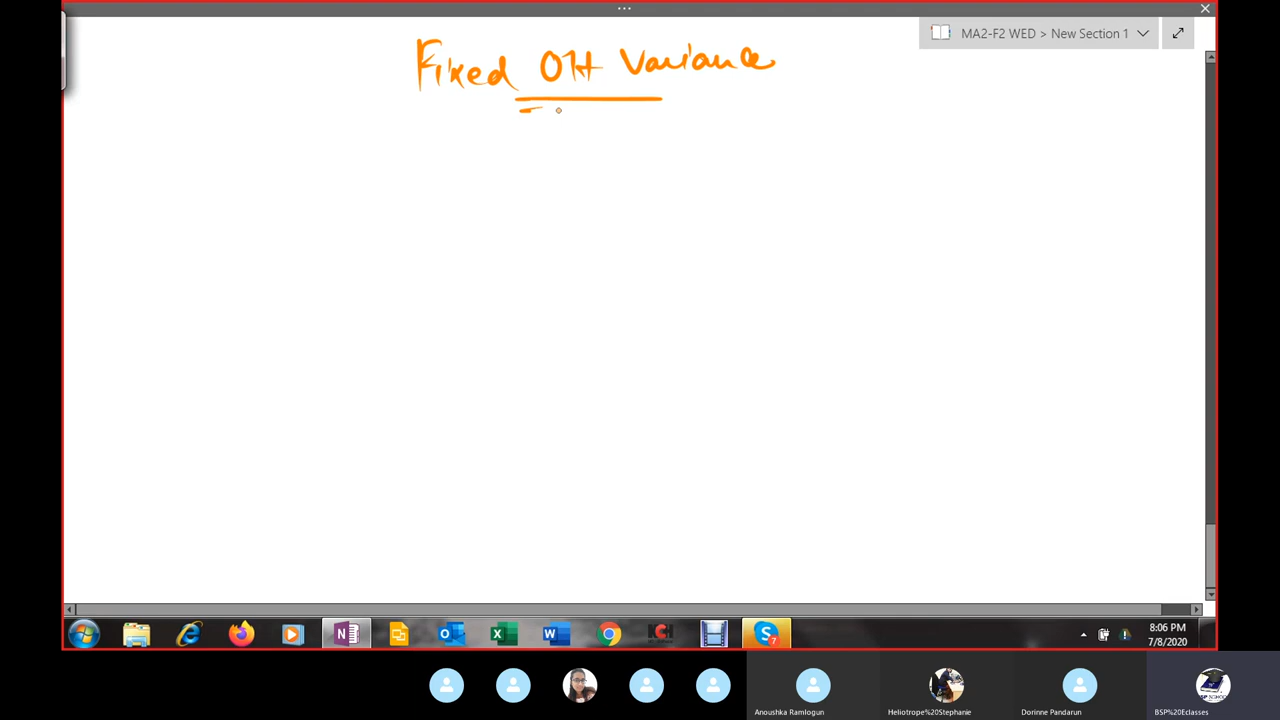 MA2-F2 WED > New Section 1
Fixed OH Variance
8:06 PM
7/8/2020
Anoushka Ramlogun
Heliotrope%20Stephanie
Dorinne Pandarun
BSP%20Eclasses